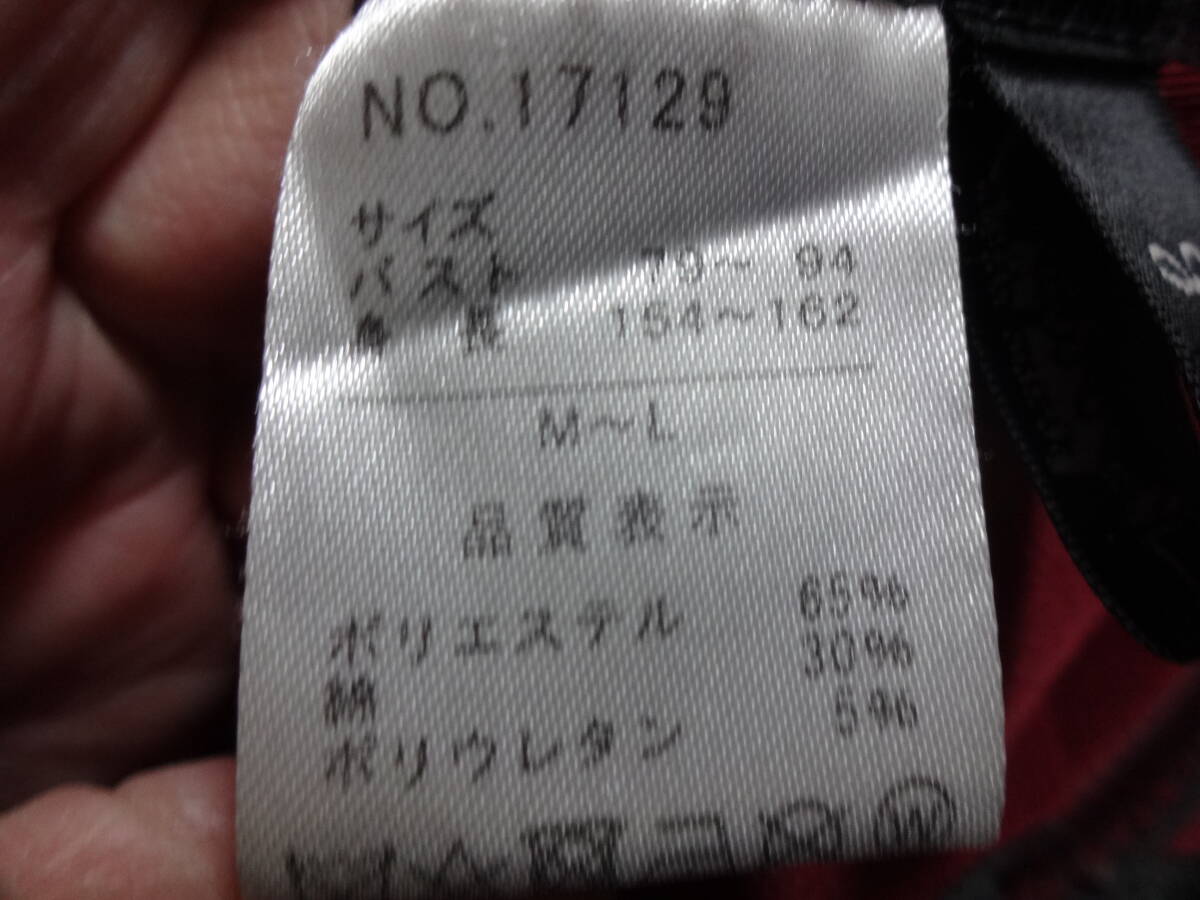 NO.17129
サイズ
バスト 79～ 94
身 長 154～162
M～L
品質表示
ポリエステル 65%
綿 30%
ポリウレタン 5%
W